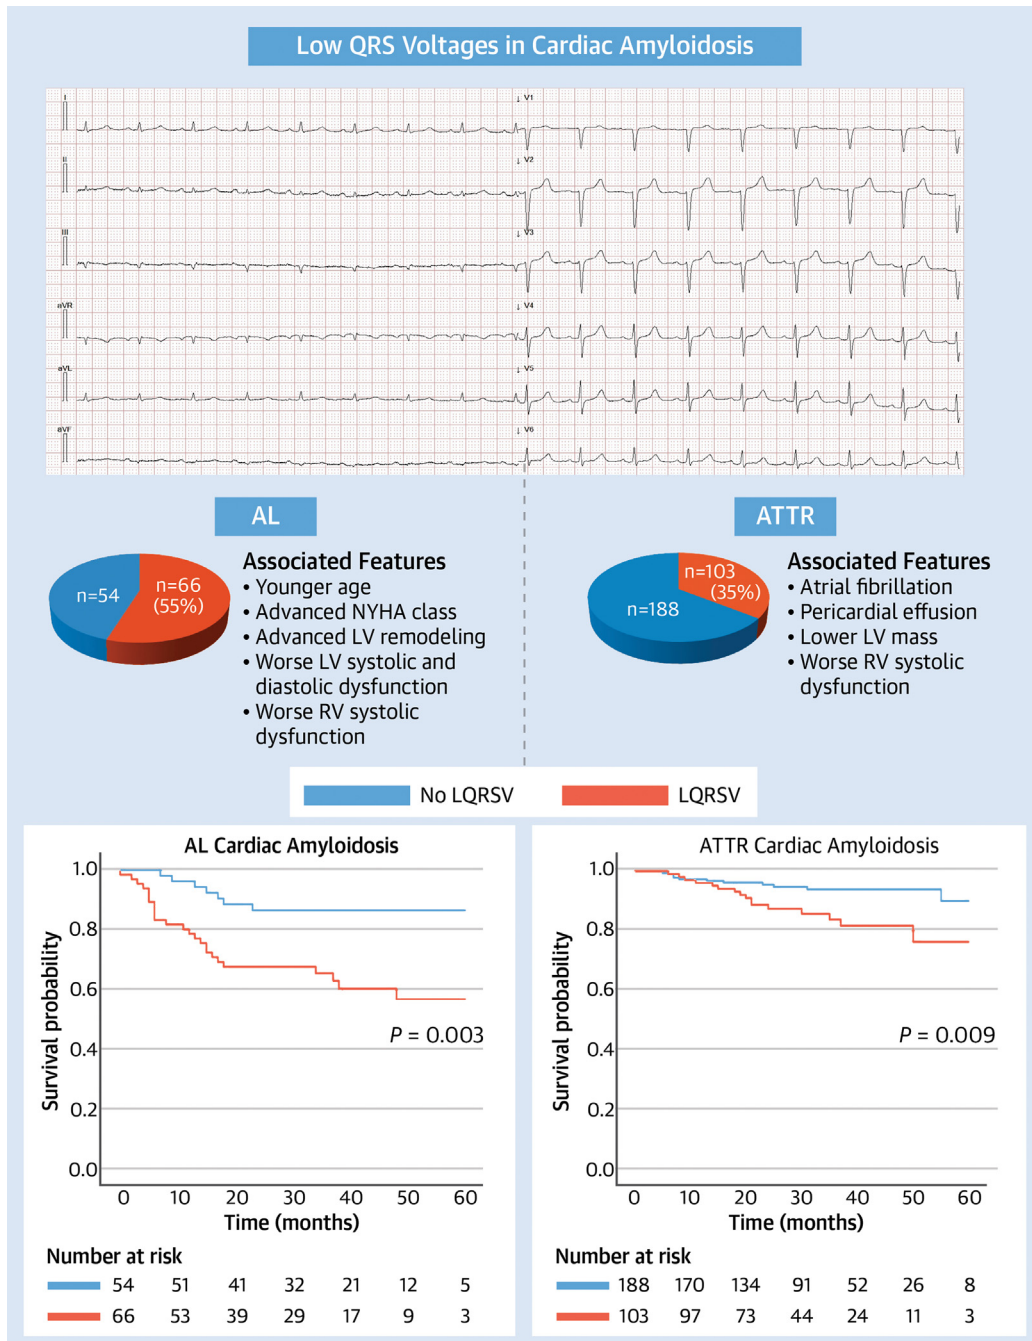 Low QRS Voltages in Cardiac Amyloidosis
I
V1
II
V2
III
V3
aVR
V4
aVL
V5
aVF
V6
AL
n=54
n=66
(55%)
Associated Features
• Younger age
• Advanced NYHA class
• Advanced LV remodeling
• Worse LV systolic and
diastolic dysfunction
• Worse RV systolic
dysfunction
ATTR
n=103
(35%)
n=188
Associated Features
• Atrial fibrillation
• Pericardial effusion
• Lower LV mass
• Worse RV systolic
dysfunction
No LQRSV
LQRSV
AL Cardiac Amyloidosis
Survival probability
1.0
0.8
0.6
0.4
0.2
0.0
P = 0.003
0 10 20 30 40 50 60
Time (months)
Number at risk
54 51 41 32 21 12 5
66 53 39 29 17 9 3
ATTR Cardiac Amyloidosis
Survival probability
1.0
0.8
0.6
0.4
0.2
0.0
P = 0.009
0 10 20 30 40 50 60
Time (months)
Number at risk
188 170 134 91 52 26 8
103 97 73 44 24 11 3